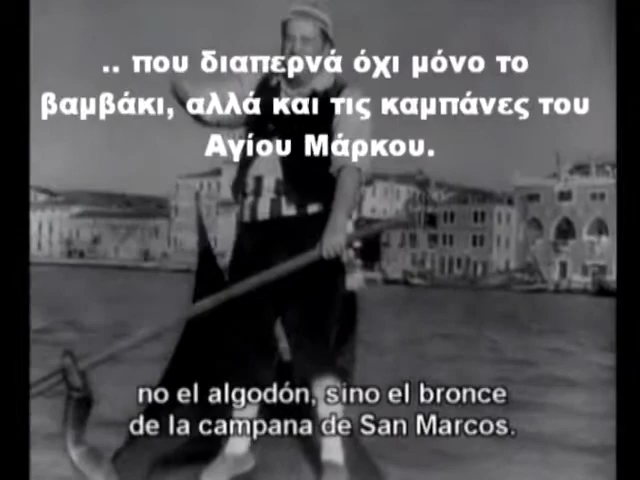 .. που διαπερνά όχι μόνο το
βαμβάκι, αλλά και τις καμπάνες του
Αγίου Μάρκου.
no el algodón, sino el bronce
de la campana de San Marcos.